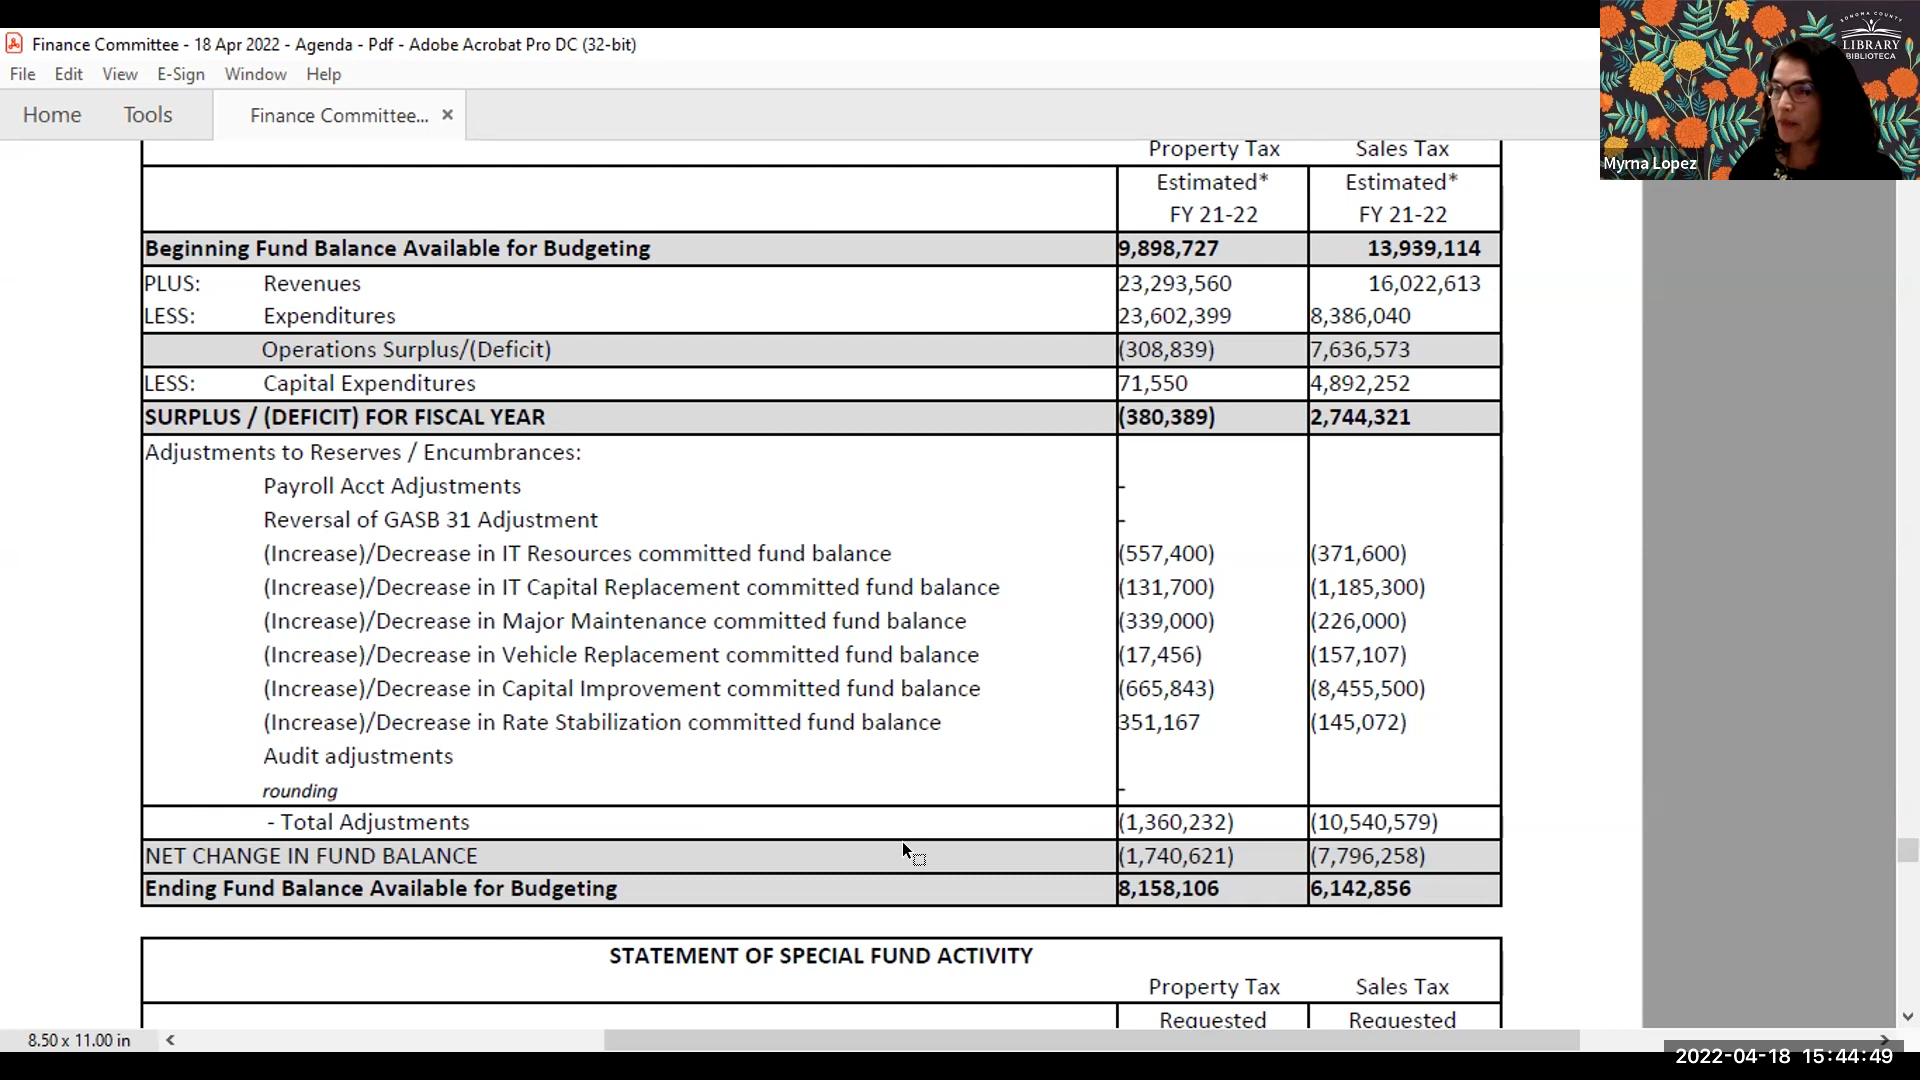 Finance Committee - 18 Apr 2022 - Agenda - Pdf - Adobe Acrobat Pro DC (32-bit)
File Edit View E-Sign Window Help
Home Tools Finance Committee... ×
SONOMA COUNTY
LIBRARY
BIBLIOTECA
Myrna Lopez
Property Tax Sales Tax
Estimated* Estimated*
FY 21-22 FY 21-22
Beginning Fund Balance Available for Budgeting 9,898,727 13,939,114
PLUS: Revenues 23,293,560 16,022,613
LESS: Expenditures 23,602,399 8,386,040
Operations Surplus/(Deficit) (308,839) 7,636,573
LESS: Capital Expenditures 71,550 4,892,252
SURPLUS / (DEFICIT) FOR FISCAL YEAR (380,389) 2,744,321
Adjustments to Reserves / Encumbrances:
Payroll Acct Adjustments -
Reversal of GASB 31 Adjustment -
(Increase)/Decrease in IT Resources committed fund balance (557,400) (371,600)
(Increase)/Decrease in IT Capital Replacement committed fund balance (131,700) (1,185,300)
(Increase)/Decrease in Major Maintenance committed fund balance (339,000) (226,000)
(Increase)/Decrease in Vehicle Replacement committed fund balance (17,456) (157,107)
(Increase)/Decrease in Capital Improvement committed fund balance (665,843) (8,455,500)
(Increase)/Decrease in Rate Stabilization committed fund balance 351,167 (145,072)
Audit adjustments
rounding -
- Total Adjustments (1,360,232) (10,540,579)
NET CHANGE IN FUND BALANCE (1,740,621) (7,796,258)
Ending Fund Balance Available for Budgeting 8,158,106 6,142,856
STATEMENT OF SPECIAL FUND ACTIVITY
Property Tax Sales Tax
Requested Requested
8.50 x 11.00 in
2022-04-18 15:44:49